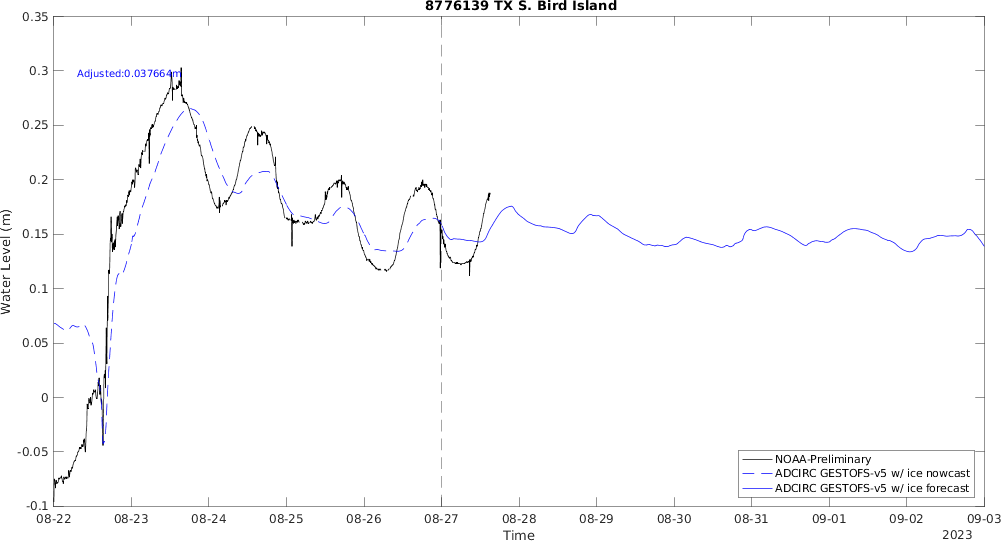 8776139 TX S. Bird Island
0.35
0.3
0.25
0.2
0.15
0.1
0.05
0
-0.05
-0.1
Water Level (m)
Adjusted:0.037664m
NOAA-Preliminary
ADCIRC GESTOFS-v5 w/ ice nowcast
ADCIRC GESTOFS-v5 w/ ice forecast
08-22 08-23 08-24 08-25 08-26 08-27 08-28 08-29 08-30 08-31 09-01 09-02 09-03
Time
2023